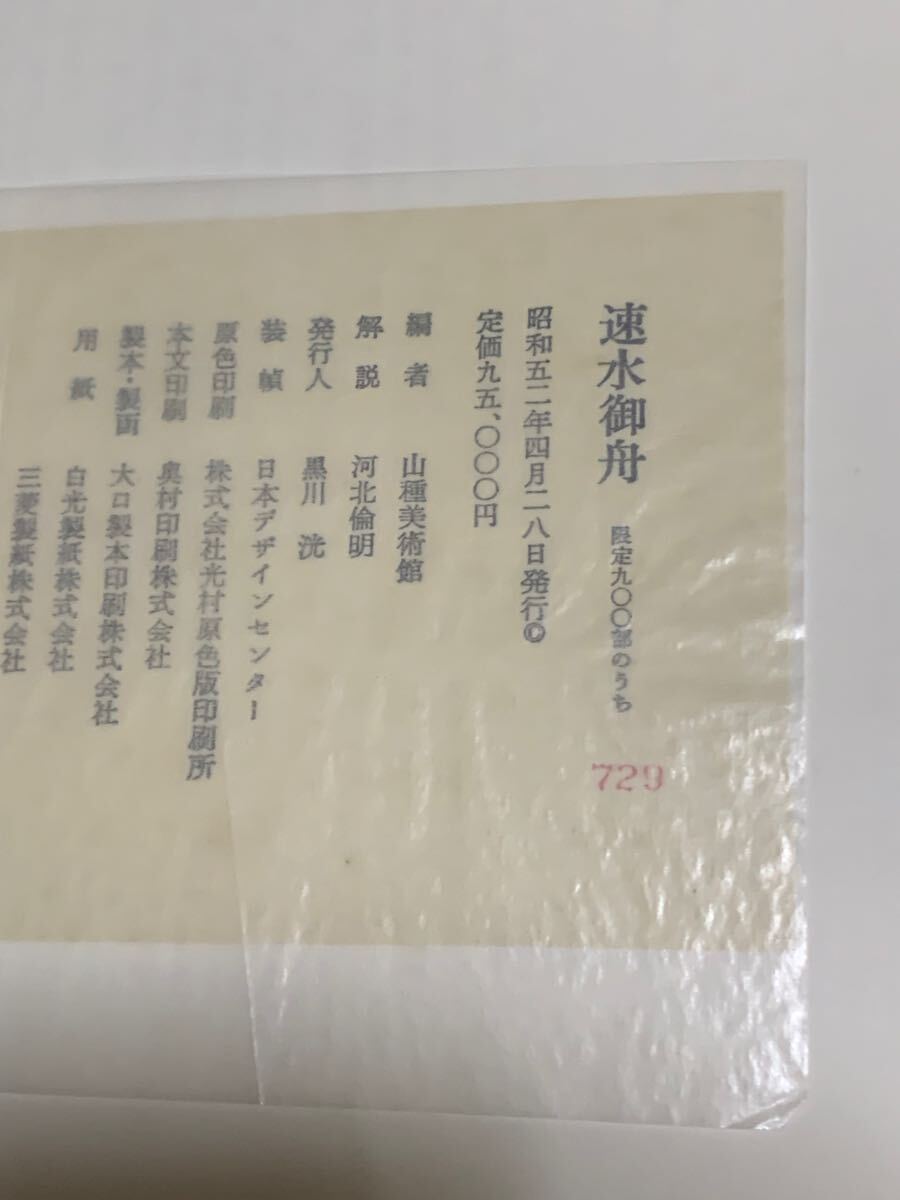 速水御舟 限定九〇〇部のうち 729
昭和五二年四月二八日発行©
定価九五、〇〇〇円
編者 山種美術館
解説 河北倫明
発行人 黒川洸
装幀 日本デザインセンター
原色印刷 株式会社光村原色版印刷所
本文印刷 奥村印刷株式会社
製本・製函 大口製本印刷株式会社
用紙 白光製紙株式会社
三菱製紙株式会社